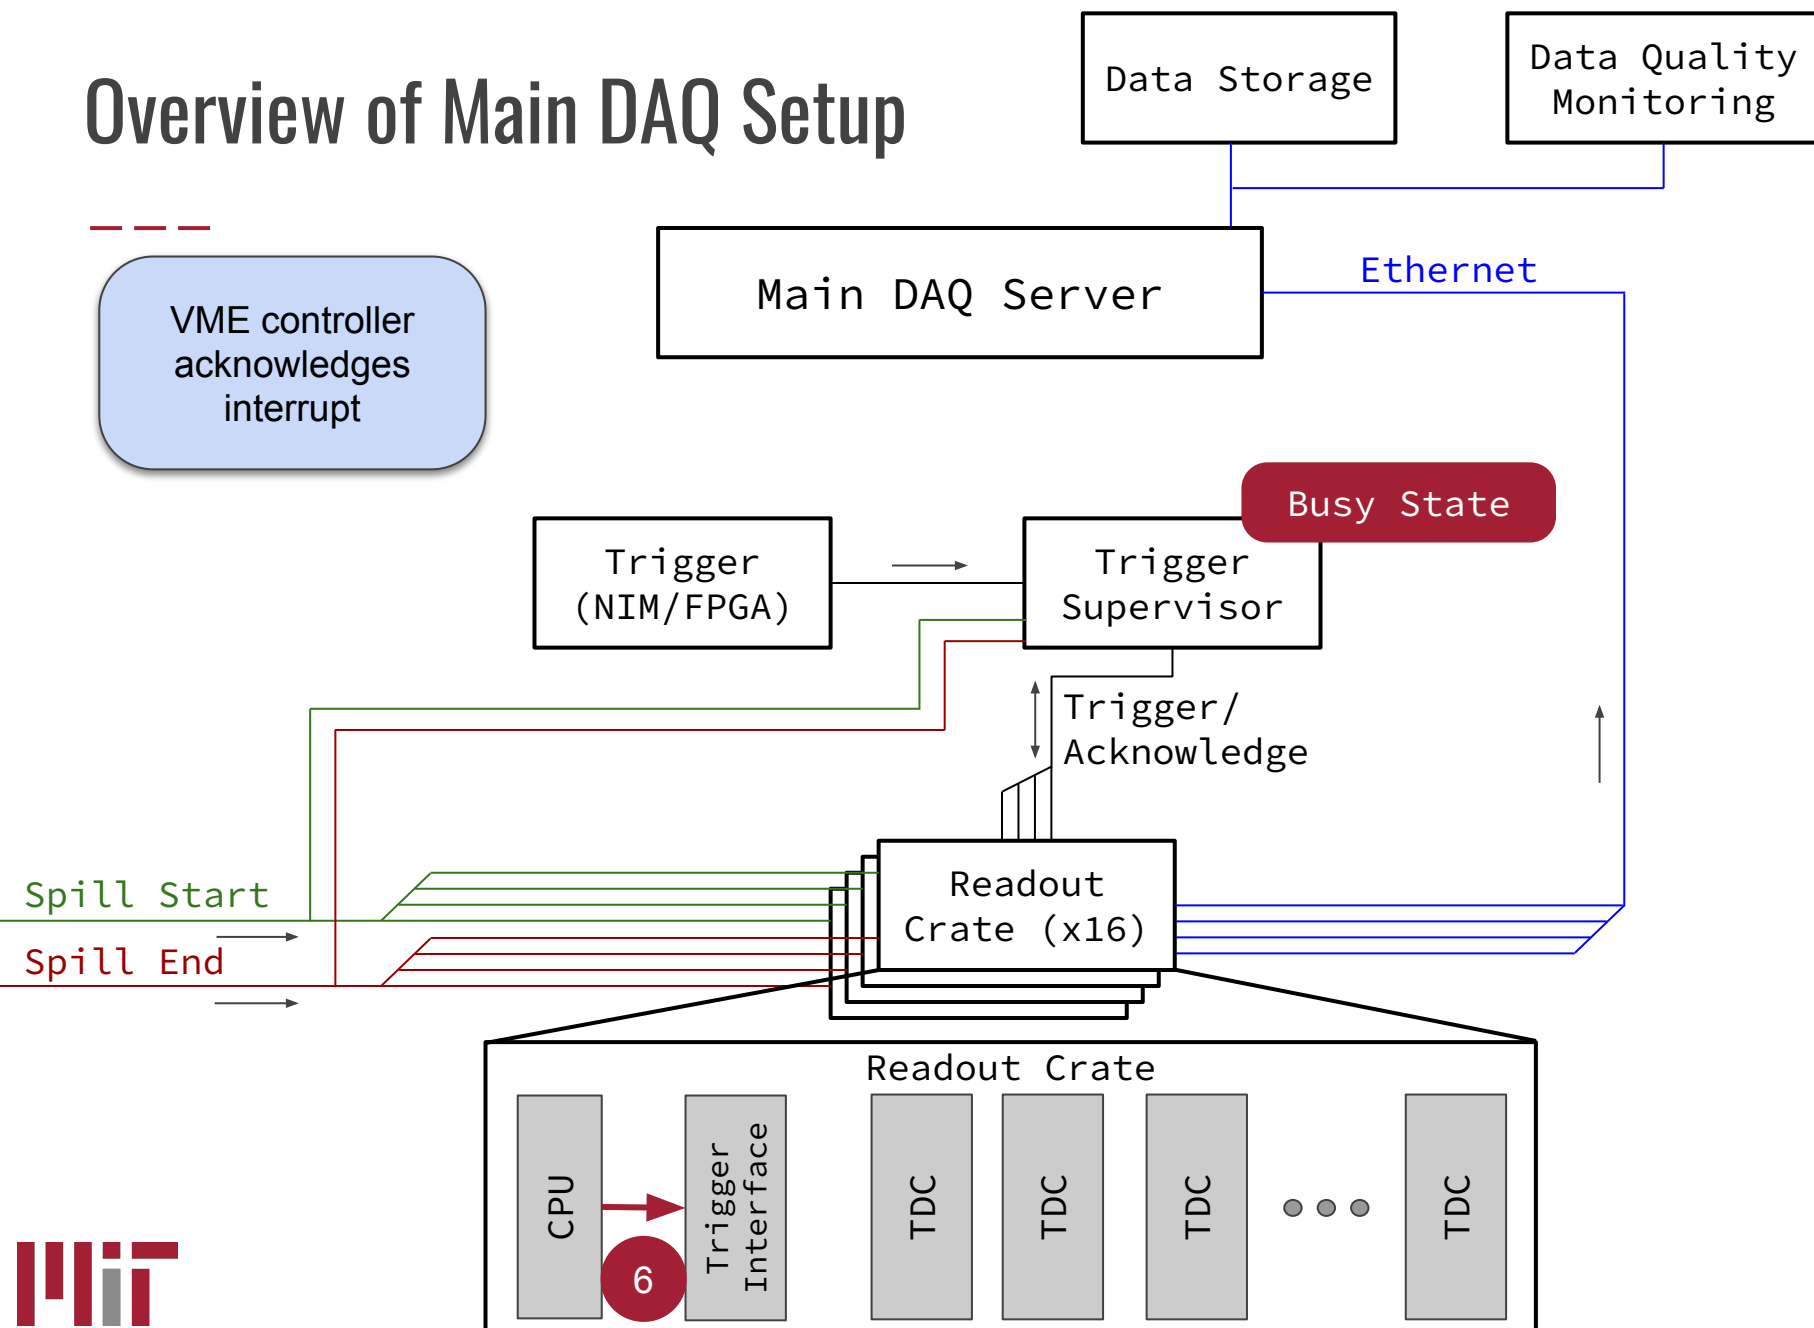 Overview of Main DAQ Setup
Data Storage
Data Quality
Monitoring
VME controller
acknowledges
interrupt
Main DAQ Server
Ethernet
Busy State
Trigger
(NIM/FPGA)
Trigger
Supervisor
Trigger/
Acknowledge
Spill Start
Spill End
Readout
Crate (x16)
Readout Crate
CPU
6
Trigger
Interface
TDC
TDC
TDC
TDC
MIT